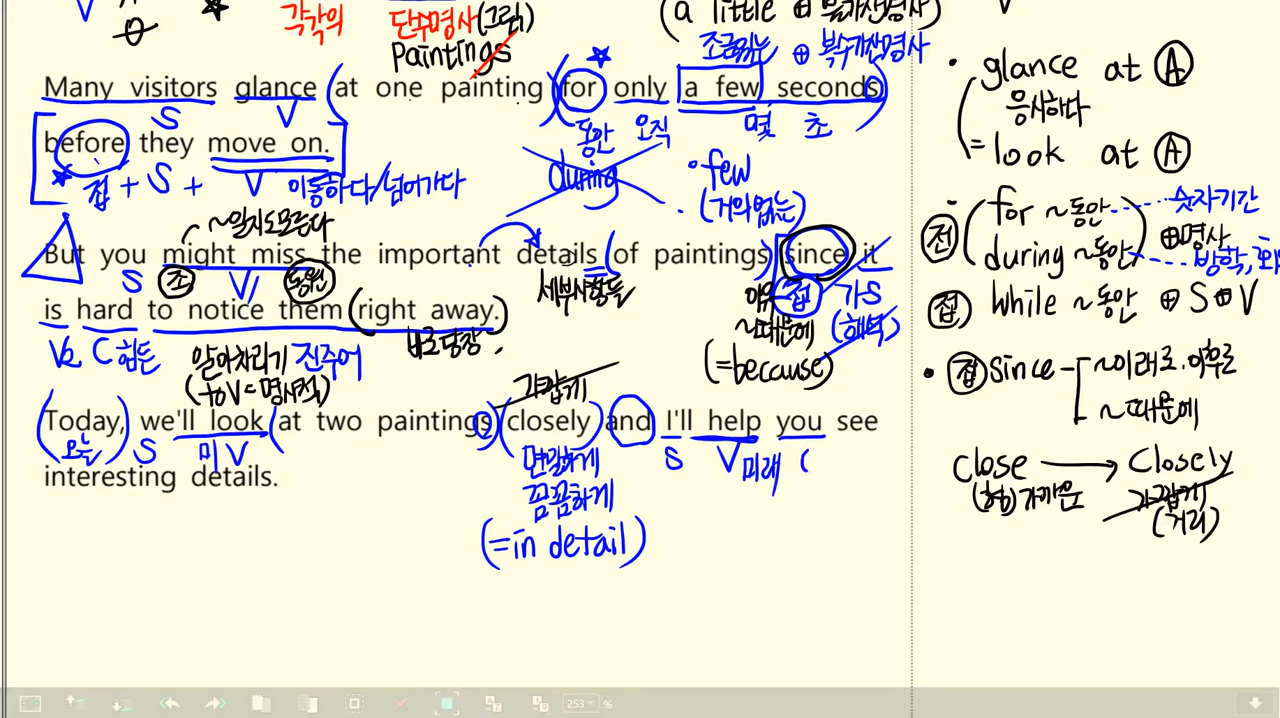 각각의 단수명사(그림) (a little ⊕ 불가산명사)
paintings 조금있는 ⊕ 복수가산명사
Many visitors glance at one painting for only a few seconds
S V 동안 오직 몇 초
before they move on.
접 + S + V 이동하다/넘어가다 during • few
(거의 없는)
~일지도모른다
But you might miss the important details of paintings since it
S 조 V 동원 세부사항들 이유 접 가S
~때문에 (해석)
is hard to notice them (right away.)
V₂ C 힘든 알아차리기 진주어 바로당장 (=because)
(toV=명사적)
가깝게
Today, we'll look at two paintings closely and I'll help you see
오늘 S 미 V 면밀하게 S V 미래
interesting details. 꼼꼼하게
(=in detail)
• glance at A
응시하다
= look at A
전 for ~동안 숫자기간
⊕명사
during ~동안 방학,
접 While ~동안 ⊕ S ⊕ V
• 접 since ~이래로.이후로
~때문에
close → closely
(형)가까운 가깝게
(거리)
253 %